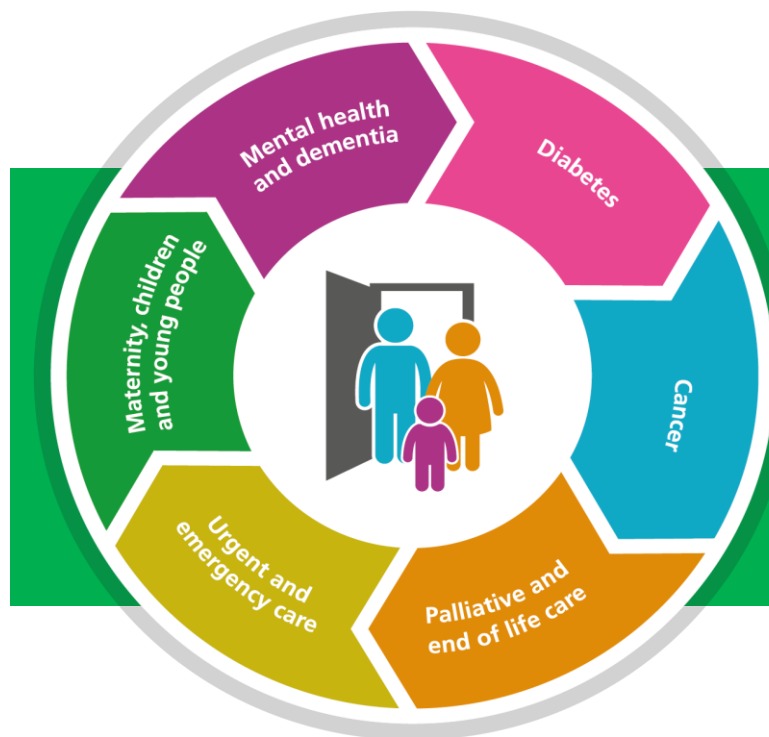 Mental health
and dementia
Diabetes
Cancer
Palliative and
end of life care
Urgent and
emergency care
Maternity, children
and young people